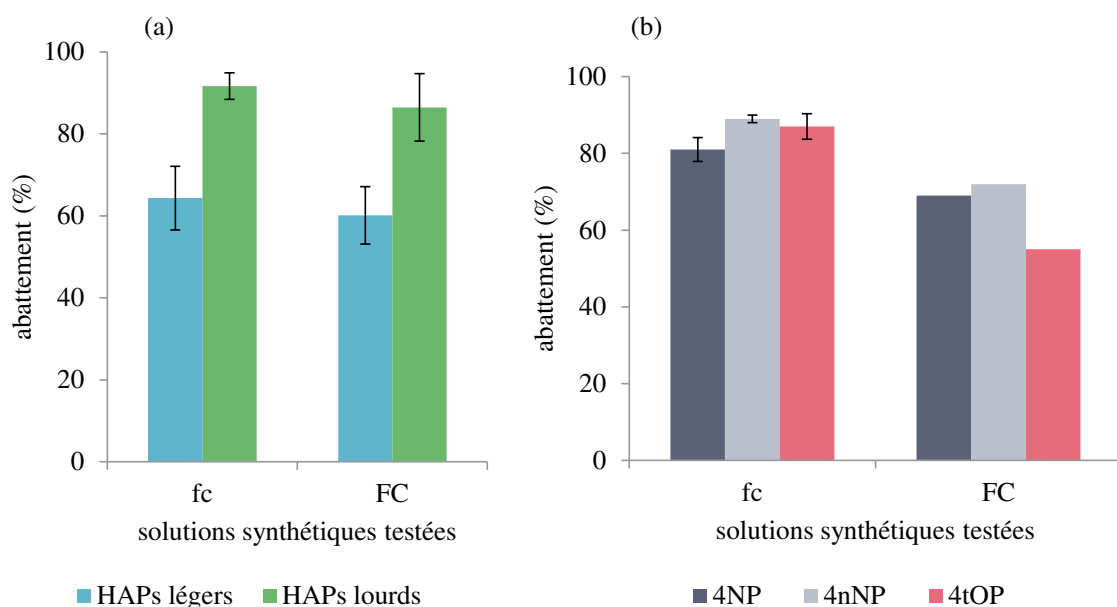 (a)
100
80
60
40
20
0
abattement (%)
fc
FC
solutions synthétiques testées
HAPs légers
HAPs lourds
(b)
100
80
60
40
20
0
abattement (%)
fc
FC
solutions synthétiques testées
4NP
4nNP
4tOP